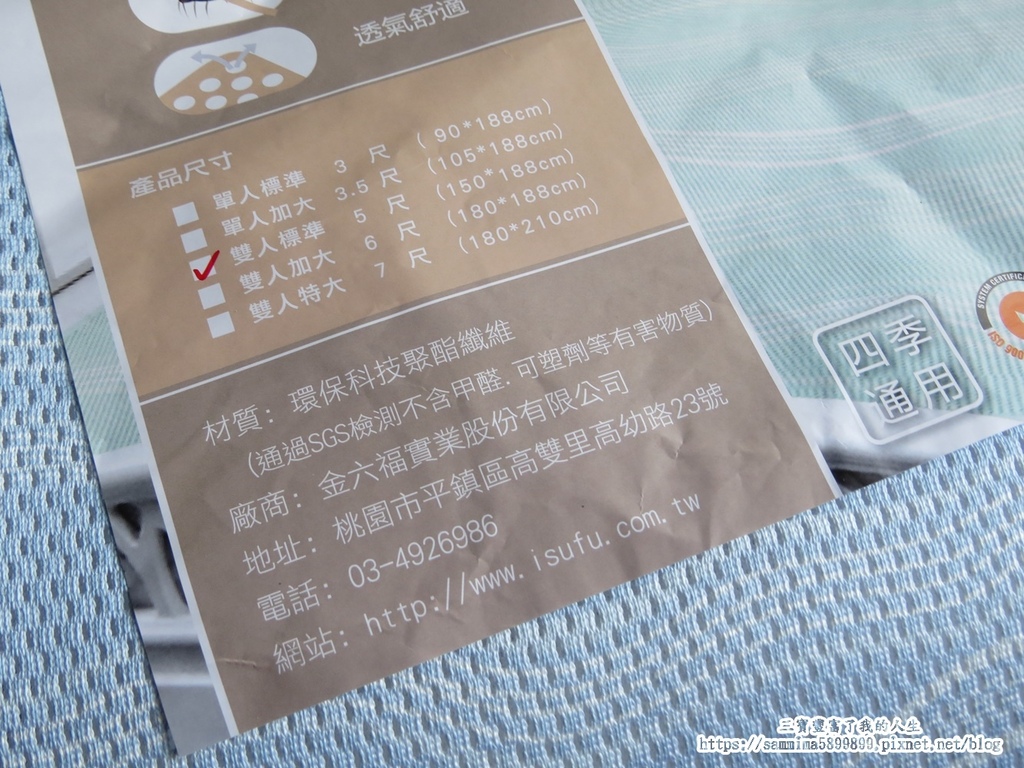 透氣舒適
產品尺寸
單人標準 3 尺 ( 90*188cm)
單人加大 3.5 尺 (105*188cm)
雙人標準 5 尺 (150*188cm)
雙人加大 6 尺 (180*188cm)
雙人特大 7 尺 (180*210cm)
材質: 環保科技聚酯纖維
(通過SGS檢測不含甲醛.可塑劑等有害物質)
廠商: 金六福實業股份有限公司
地址: 桃園市平鎮區高雙里高幼路23號
電話: 03-4926986
網站: http://www.isufu.com.tw
四季
通用
SYSTEM CERTIFICA
ISO 900
三寶豐富了我的人生
https://sammima5899899.pixnet.net/blog